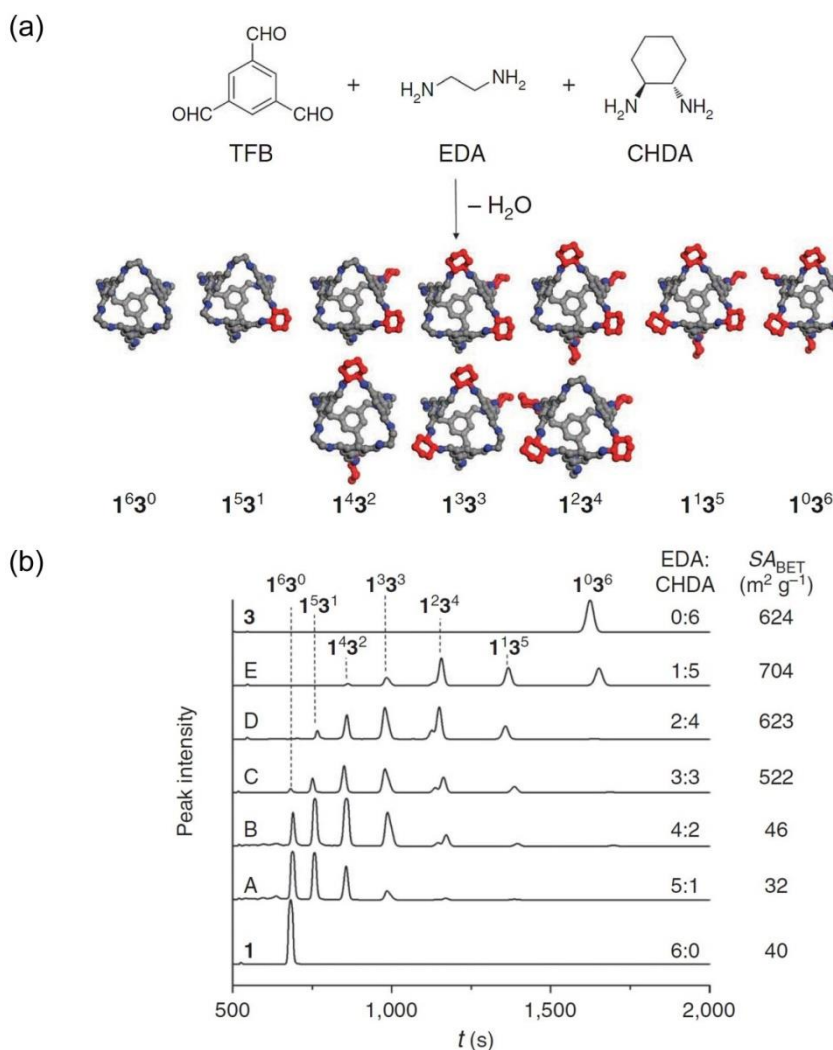 (a)
CHO
OHC CHO
TFB
+
H₂N NH₂
EDA
+
H₂N NH₂
CHDA
– H₂O
1⁶3⁰ 1⁵3¹ 1⁴3² 1³3³ 1²3⁴ 1¹3⁵ 1⁰3⁶
(b)
EDA: CHDA
SA_BET (m² g⁻¹)
1⁶3⁰ 1⁵3¹ 1⁴3² 1³3³ 1²3⁴ 1¹3⁵ 1⁰3⁶
3 0:6 624
E 1:5 704
D 2:4 623
C 3:3 522
B 4:2 46
A 5:1 32
1 6:0 40
Peak intensity
500 1,000 1,500 2,000
t (s)